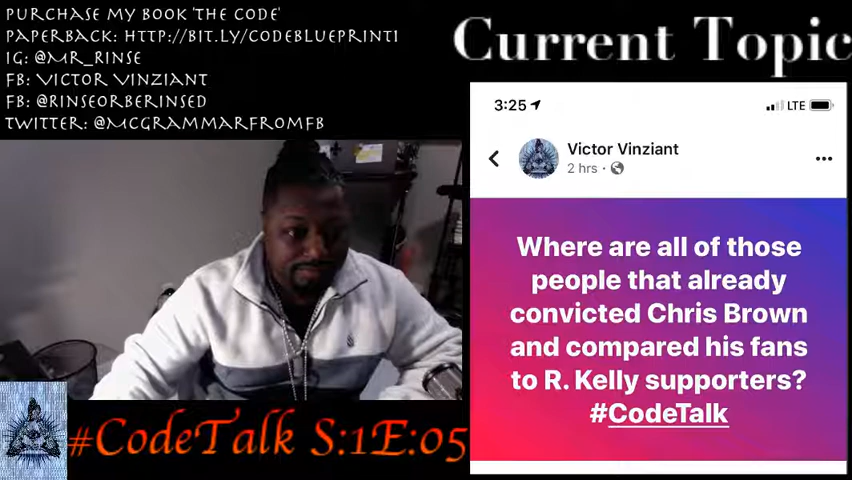 PURCHASE MY BOOK 'THE CODE'
PAPERBACK: HTTP://BIT.LY/CODEBLUEPRINT1
IG: @MR_RINSE
FB: VICTOR VINZIANT
FB: @RINSEORBERINSED
TWITTER: @MCGRAMMARFROMFB
Current Topic
3:25
LTE
Victor Vinziant
2 hrs ·
Where are all of those
people that already
convicted Chris Brown
and compared his fans
to R. Kelly supporters?
#CodeTalk
#CodeTalk S:1E:05